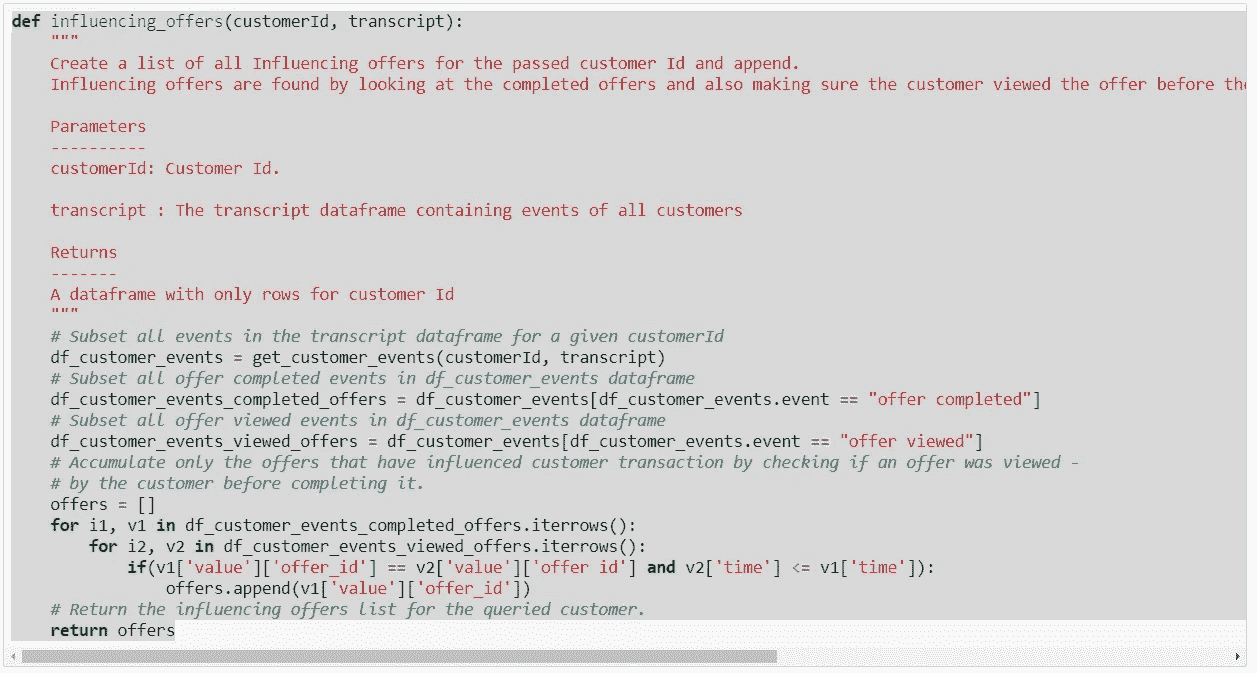 def influencing_offers(customerId, transcript):
    """
    Create a list of all Influencing offers for the passed customer Id and append.
    Influencing offers are found by looking at the completed offers and also making sure the customer viewed the offer before
    Parameters
    ----------
    customerId: Customer Id.
    transcript : The transcript dataframe containing events of all customers
    Returns
    -------
    A dataframe with only rows for customer Id
    """
    # Subset all events in the transcript dataframe for a given customerId
    df_customer_events = get_customer_events(customerId, transcript)
    # Subset all offer completed events in df_customer_events dataframe
    df_customer_events_completed_offers = df_customer_events[df_customer_events.event == "offer completed"]
    # Subset all offer viewed events in df_customer_events dataframe
    df_customer_events_viewed_offers = df_customer_events[df_customer_events.event == "offer viewed"]
    # Accumulate only the offers that have influenced customer transaction by checking if an offer was viewed -
    # by the customer before completing it.
    offers = []
    for i1, v1 in df_customer_events_completed_offers.iterrows():
        for i2, v2 in df_customer_events_viewed_offers.iterrows():
            if(v1['value']['offer_id'] == v2['value']['offer id'] and v2['time'] <= v1['time']):
                offers.append(v1['value']['offer_id'])
    # Return the influencing offers list for the queried customer.
    return offers